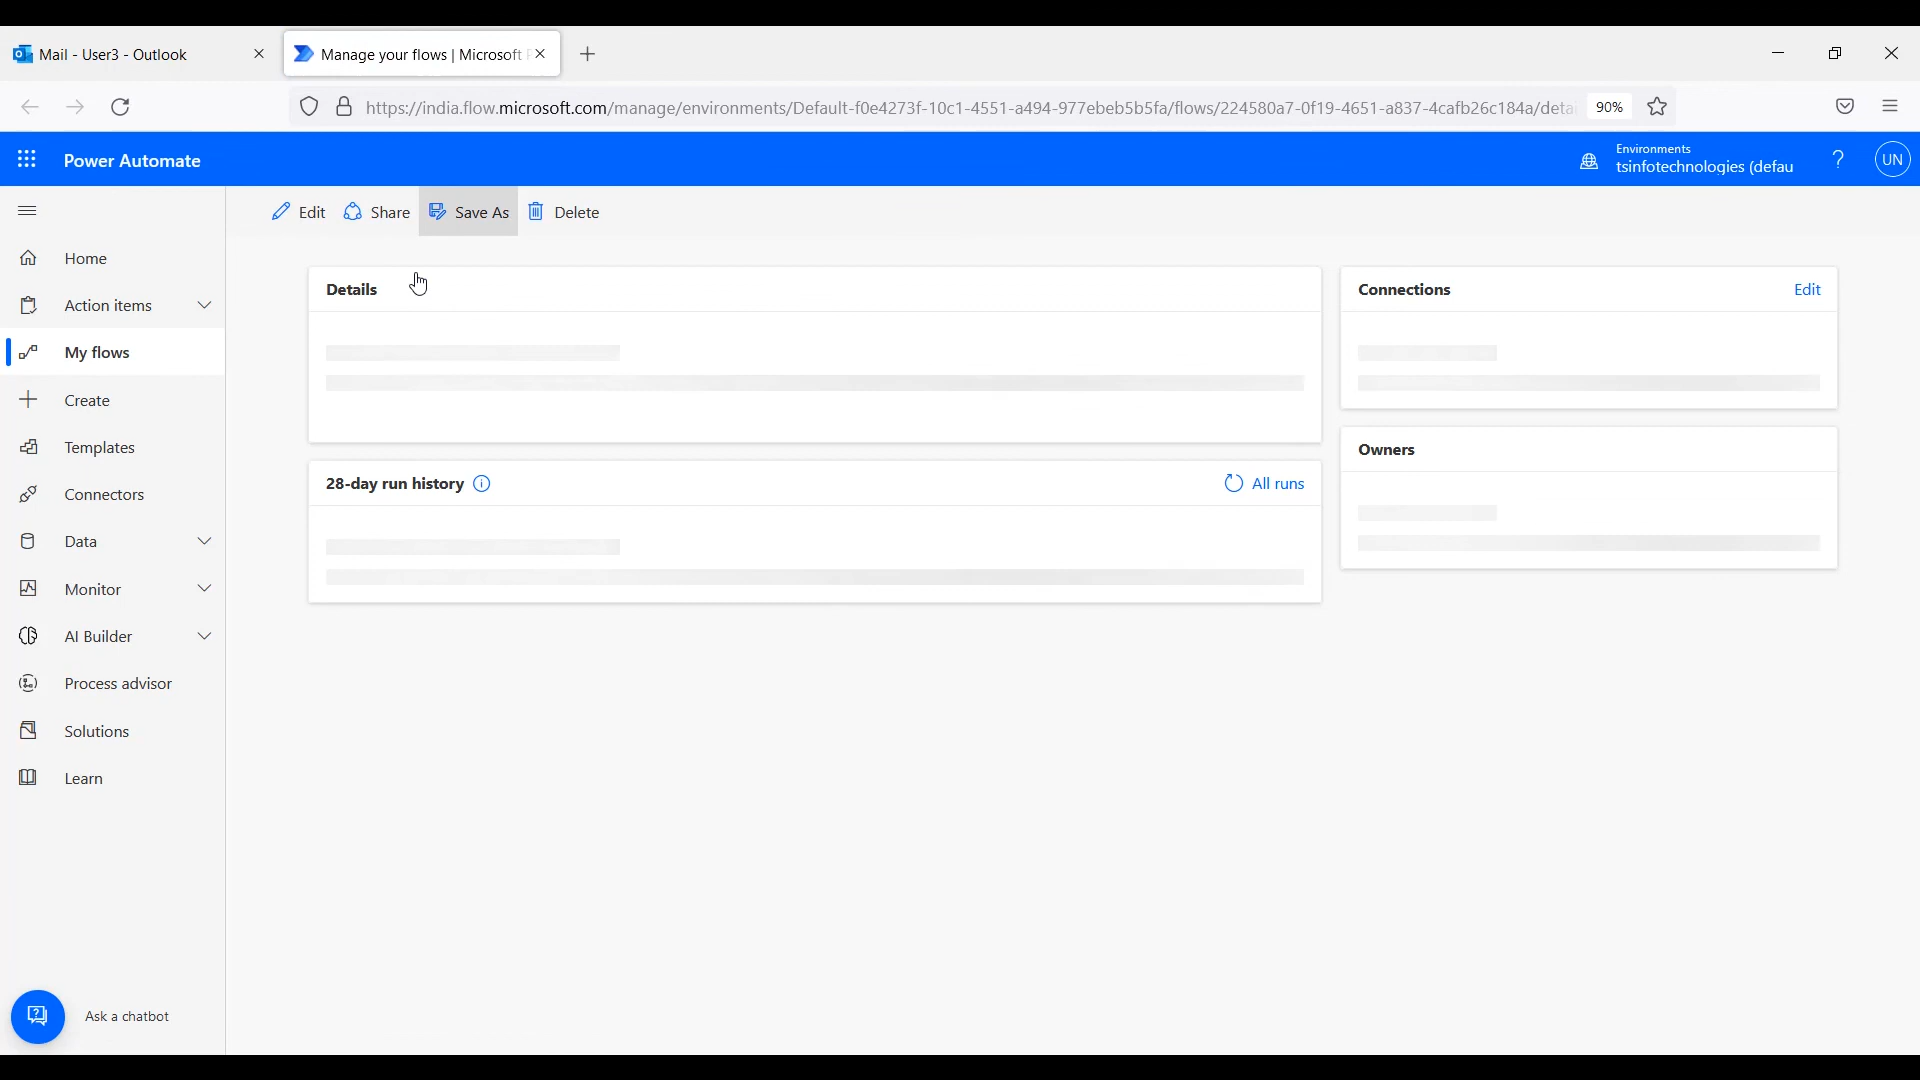 Mail - User3 - Outlook
Manage your flows | Microsoft
https://india.flow.microsoft.com/manage/environments/Default-f0e4273f-10c1-4551-a494-977ebeb5b5fa/flows/224580a7-0f19-4651-a837-4cafb26c184a/deta
90%
Power Automate
Environments
tsinfotechnologies (defau
?
UN
Edit
Share
Save As
Delete
Home
Action items
My flows
Create
Templates
Connectors
Data
Monitor
AI Builder
Process advisor
Solutions
Learn
Ask a chatbot
Details
28-day run history
All runs
Connections
Edit
Owners